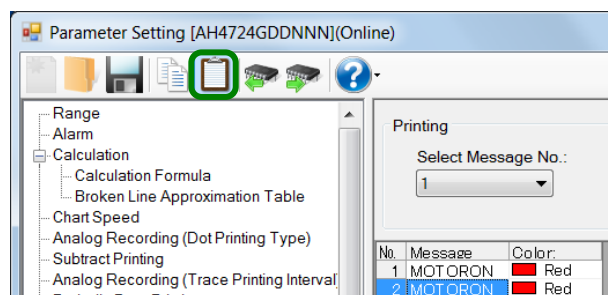 Parameter Setting [AH4724GDDNNN](Online)
Range
Alarm
Calculation
Calculation Formula
Broken Line Approximation Table
Chart Speed
Analog Recording (Dot Printing Type)
Subtract Printing
Analog Recording (Trace Printing Interval
Printing
Select Message No.:
1
No. Message Color:
1 MOTORON Red
2 MOTORON Red